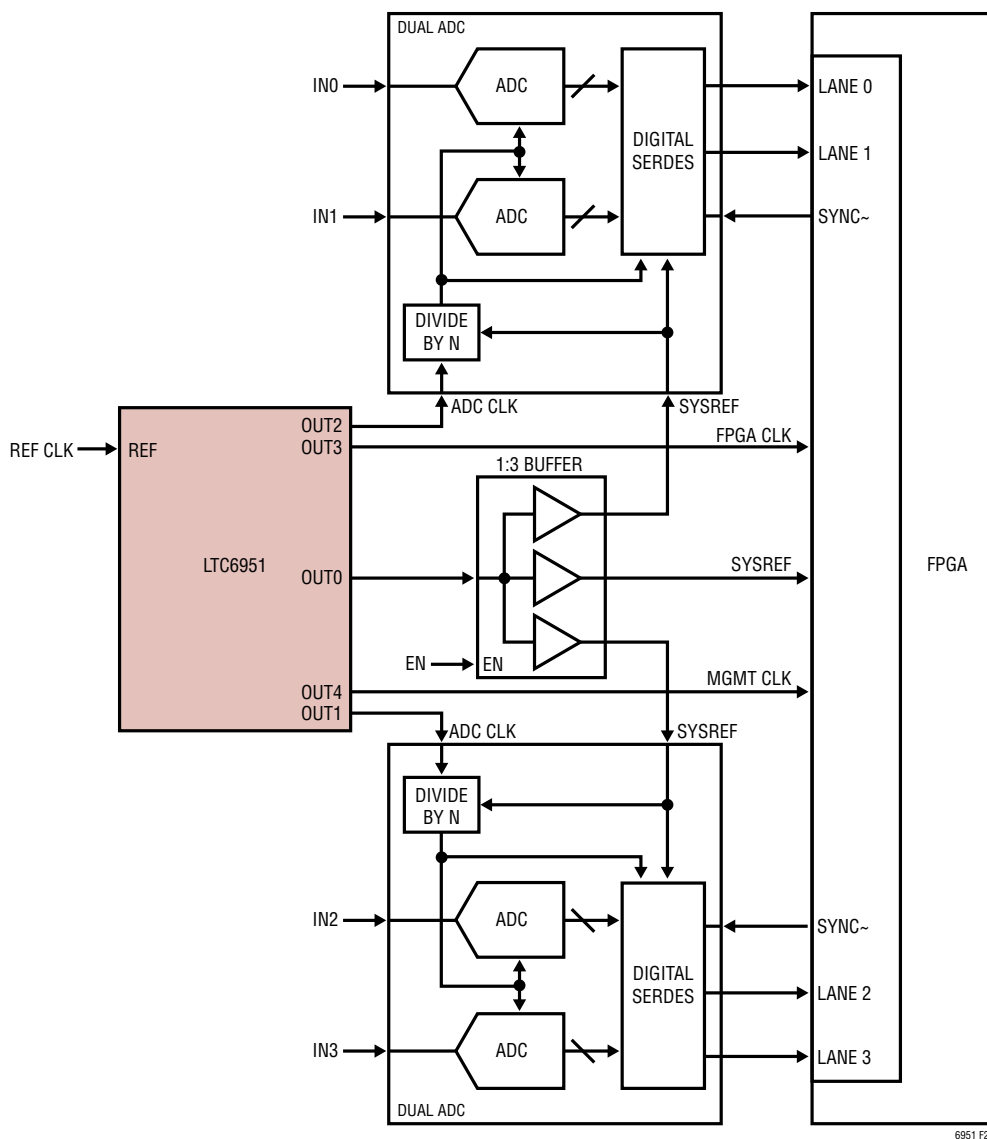 DUAL ADC
IN0
ADC
DIGITAL
SERDES
LANE 0
LANE 1
IN1
ADC
SYNC~
DIVIDE
BY N
ADC CLK
SYSREF
OUT2
OUT3
FPGA CLK
REF CLK
REF
1:3 BUFFER
LTC6951
OUT0
SYSREF
FPGA
EN
EN
MGMT CLK
OUT4
OUT1
ADC CLK
SYSREF
DIVIDE
BY N
IN2
ADC
SYNC~
DIGITAL
SERDES
LANE 2
IN3
ADC
LANE 3
DUAL ADC